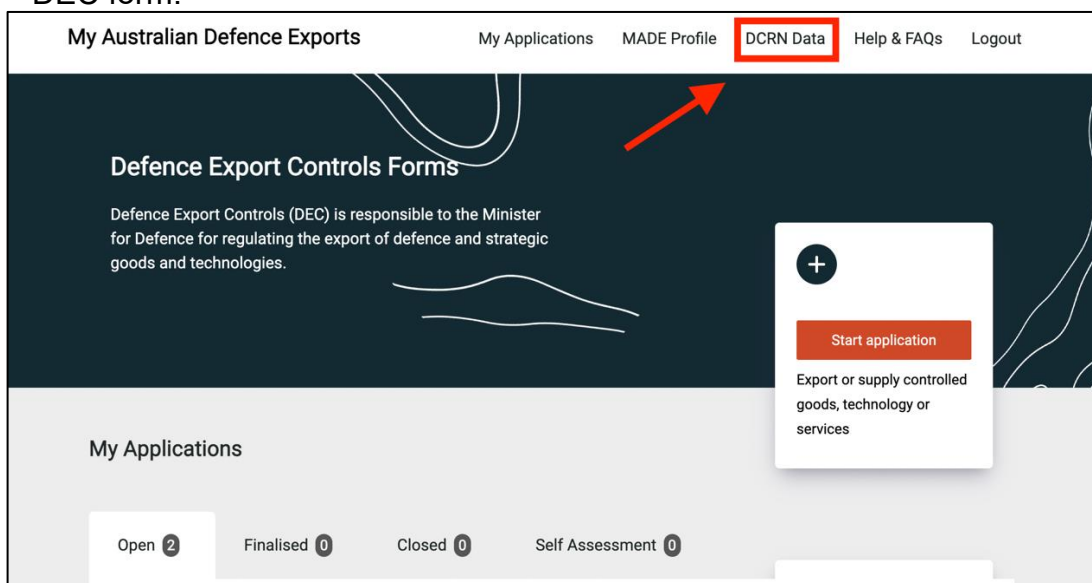 DEC form.
My Australian Defence Exports
My Applications MADE Profile DCRN Data Help & FAQs Logout
Defence Export Controls Forms
Defence Export Controls (DEC) is responsible to the Minister
for Defence for regulating the export of defence and strategic
goods and technologies.
+
Start application
Export or supply controlled
goods, technology or
services
My Applications
Open 2 Finalised 0 Closed 0 Self Assessment 0